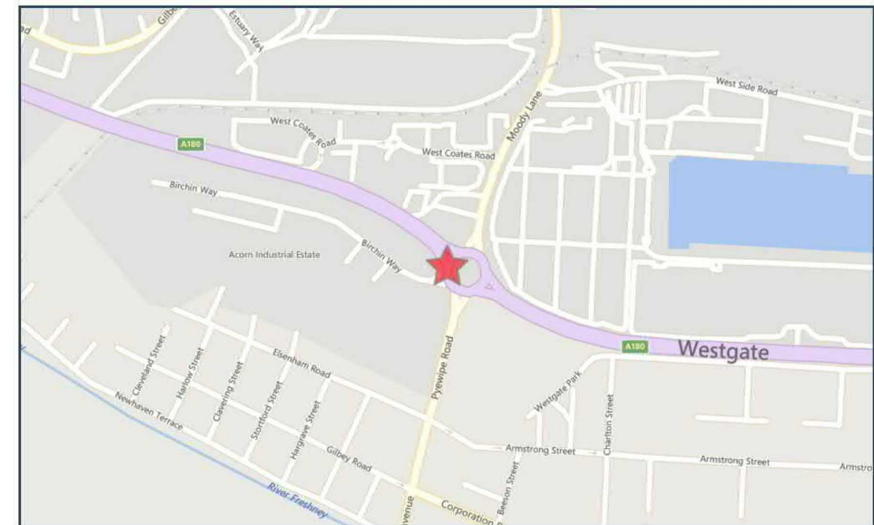 Estuary Way
Moody Lane
West Side Road
West Coates Road
A180
West Coates Road
Birchin Way
Birchin Way
Acorn Industrial Estate
A180
Westgate
Cleveland Street
Harlow Street
Clavering Street
Stortford Street
Hargrave Street
Elsenham Road
Pyewipe Road
Westgate Park
Charlton Street
Newhaven Terrace
Gilbey Road
Armstrong Street
Armstrong Street
Armstro
Beeson Street
River Freshney
Corporation
venue